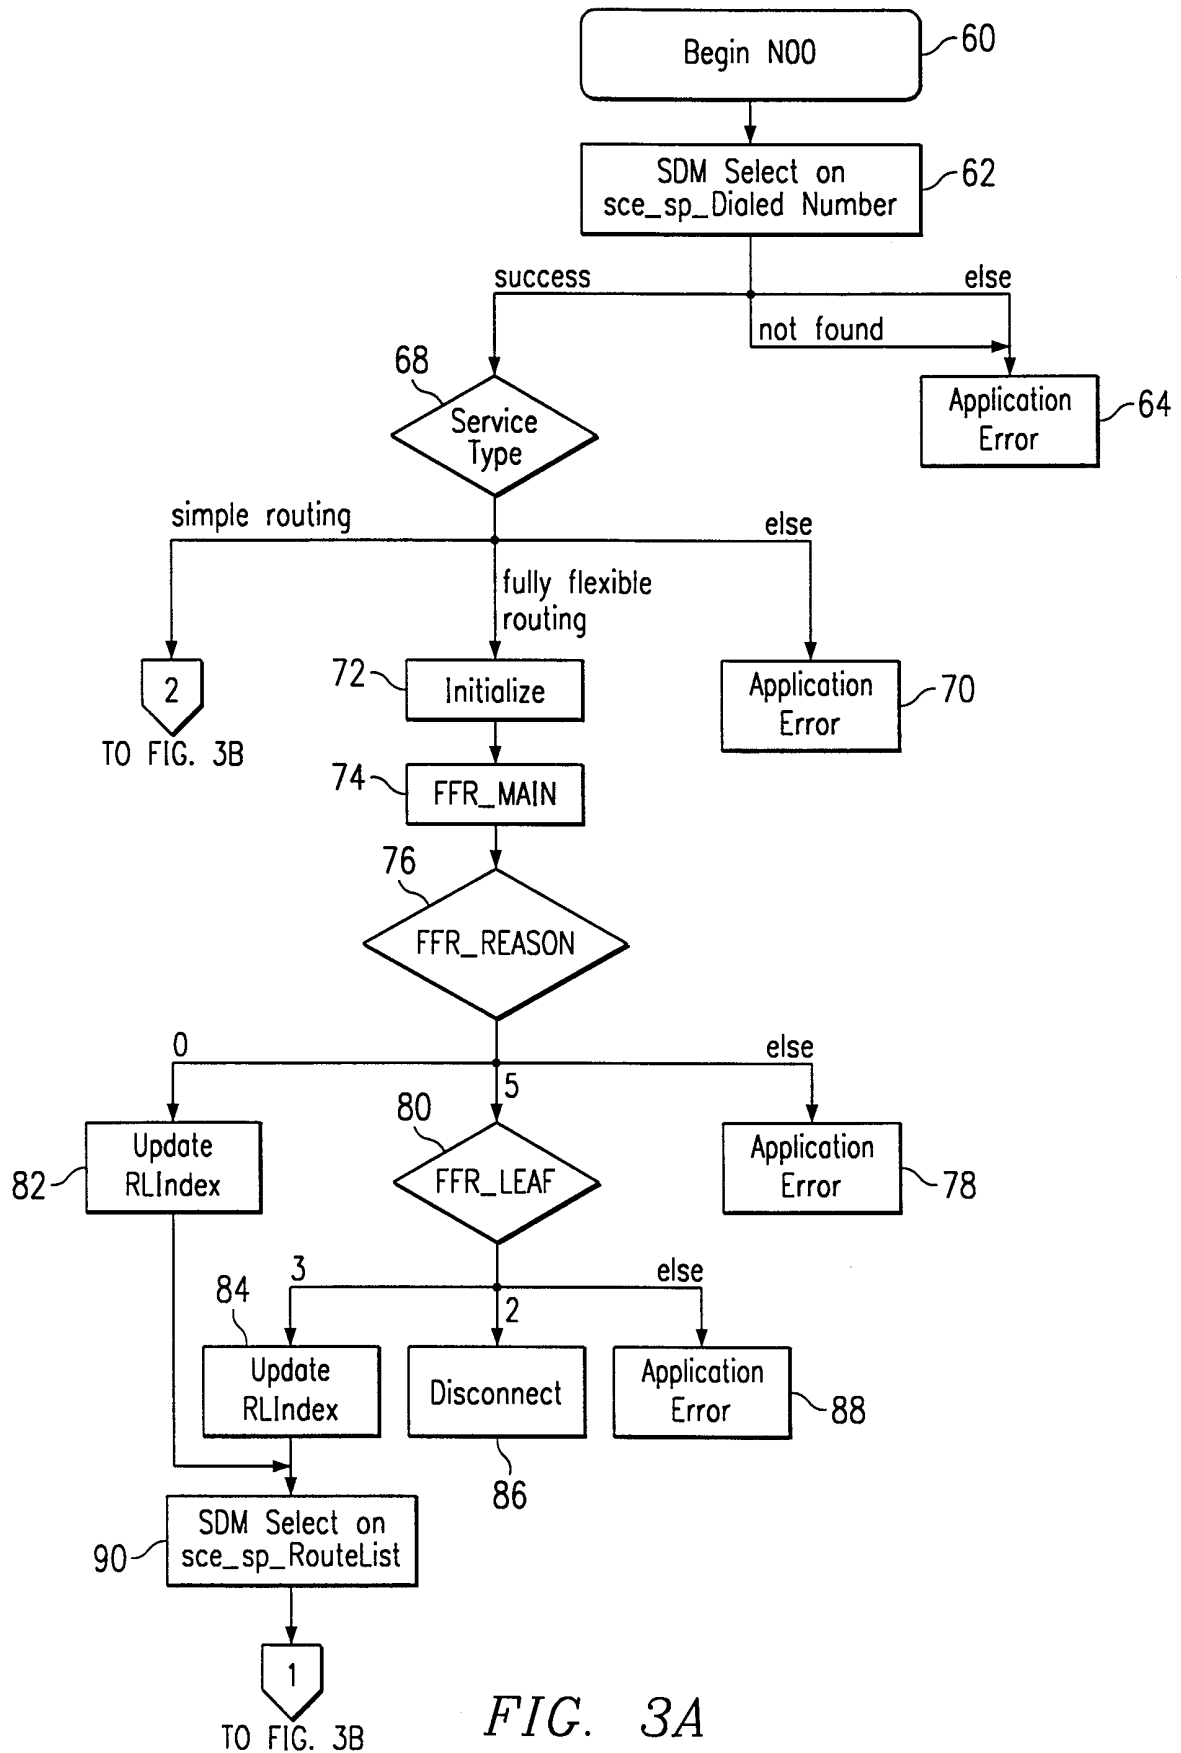 Begin N00
60
SDM Select on
sce_sp_Dialed Number
62
success
else
not found
68
Service
Type
Application
Error
64
simple routing
else
fully flexible
routing
2
TO FIG. 3B
72
Initialize
Application
Error
70
74
FFR_MAIN
76
FFR_REASON
0
else
5
82
Update
RLIndex
80
FFR_LEAF
Application
Error
78
3
else
2
84
Update
RLIndex
Disconnect
86
Application
Error
88
90
SDM Select on
sce_sp_RouteList
1
TO FIG. 3B
FIG. 3A